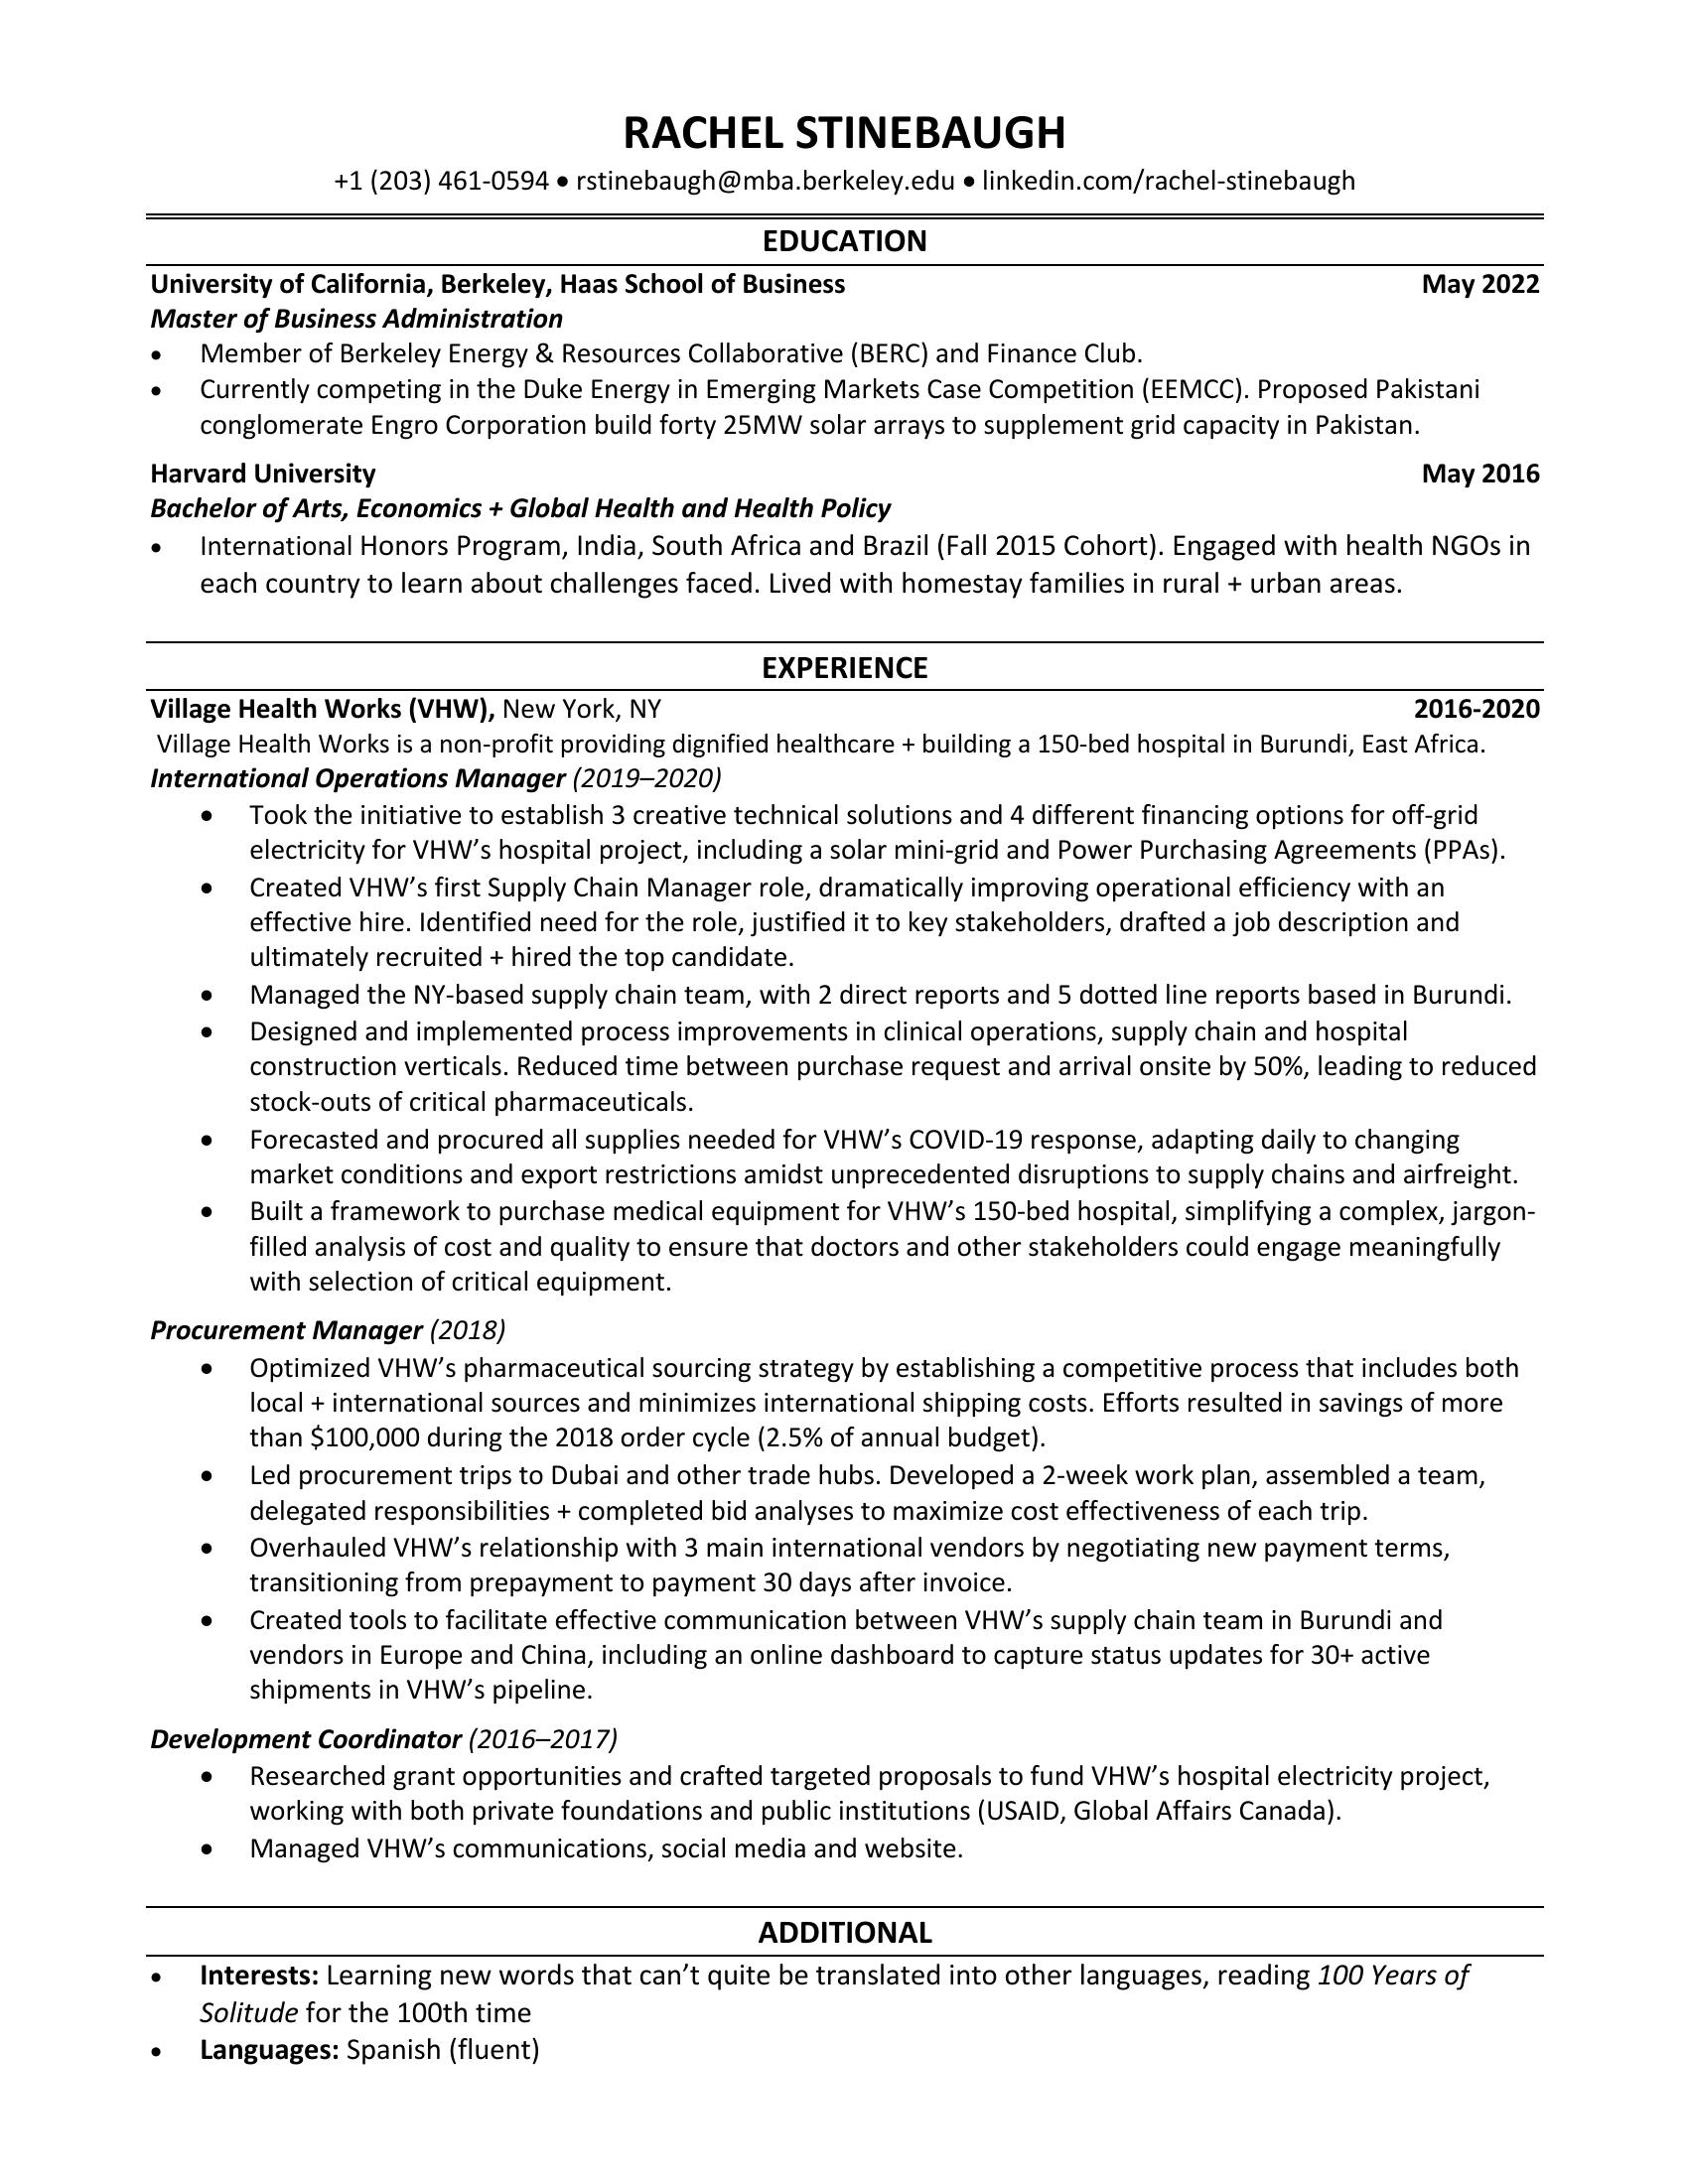 RACHEL STINEBAUGH
+1 (203) 461-0594 • rstinebaugh@mba.berkeley.edu • linkedin.com/rachel-stinebaugh
EDUCATION
University of California, Berkeley, Haas School of Business May 2022
Master of Business Administration
• Member of Berkeley Energy & Resources Collaborative (BERC) and Finance Club.
• Currently competing in the Duke Energy in Emerging Markets Case Competition (EEMCC). Proposed Pakistani
conglomerate Engro Corporation build forty 25MW solar arrays to supplement grid capacity in Pakistan.
Harvard University May 2016
Bachelor of Arts, Economics + Global Health and Health Policy
• International Honors Program, India, South Africa and Brazil (Fall 2015 Cohort). Engaged with health NGOs in
each country to learn about challenges faced. Lived with homestay families in rural + urban areas.
EXPERIENCE
Village Health Works (VHW), New York, NY 2016-2020
Village Health Works is a non-profit providing dignified healthcare + building a 150-bed hospital in Burundi, East Africa.
International Operations Manager (2019–2020)
• Took the initiative to establish 3 creative technical solutions and 4 different financing options for off-grid
electricity for VHW’s hospital project, including a solar mini-grid and Power Purchasing Agreements (PPAs).
• Created VHW’s first Supply Chain Manager role, dramatically improving operational efficiency with an
effective hire. Identified need for the role, justified it to key stakeholders, drafted a job description and
ultimately recruited + hired the top candidate.
• Managed the NY-based supply chain team, with 2 direct reports and 5 dotted line reports based in Burundi.
• Designed and implemented process improvements in clinical operations, supply chain and hospital
construction verticals. Reduced time between purchase request and arrival onsite by 50%, leading to reduced
stock-outs of critical pharmaceuticals.
• Forecasted and procured all supplies needed for VHW’s COVID-19 response, adapting daily to changing
market conditions and export restrictions amidst unprecedented disruptions to supply chains and airfreight.
• Built a framework to purchase medical equipment for VHW’s 150-bed hospital, simplifying a complex, jargon-
filled analysis of cost and quality to ensure that doctors and other stakeholders could engage meaningfully
with selection of critical equipment.
Procurement Manager (2018)
• Optimized VHW’s pharmaceutical sourcing strategy by establishing a competitive process that includes both
local + international sources and minimizes international shipping costs. Efforts resulted in savings of more
than $100,000 during the 2018 order cycle (2.5% of annual budget).
• Led procurement trips to Dubai and other trade hubs. Developed a 2-week work plan, assembled a team,
delegated responsibilities + completed bid analyses to maximize cost effectiveness of each trip.
• Overhauled VHW’s relationship with 3 main international vendors by negotiating new payment terms,
transitioning from prepayment to payment 30 days after invoice.
• Created tools to facilitate effective communication between VHW’s supply chain team in Burundi and
vendors in Europe and China, including an online dashboard to capture status updates for 30+ active
shipments in VHW’s pipeline.
Development Coordinator (2016–2017)
• Researched grant opportunities and crafted targeted proposals to fund VHW’s hospital electricity project,
working with both private foundations and public institutions (USAID, Global Affairs Canada).
• Managed VHW’s communications, social media and website.
ADDITIONAL
• Interests: Learning new words that can’t quite be translated into other languages, reading 100 Years of
Solitude for the 100th time
• Languages: Spanish (fluent)